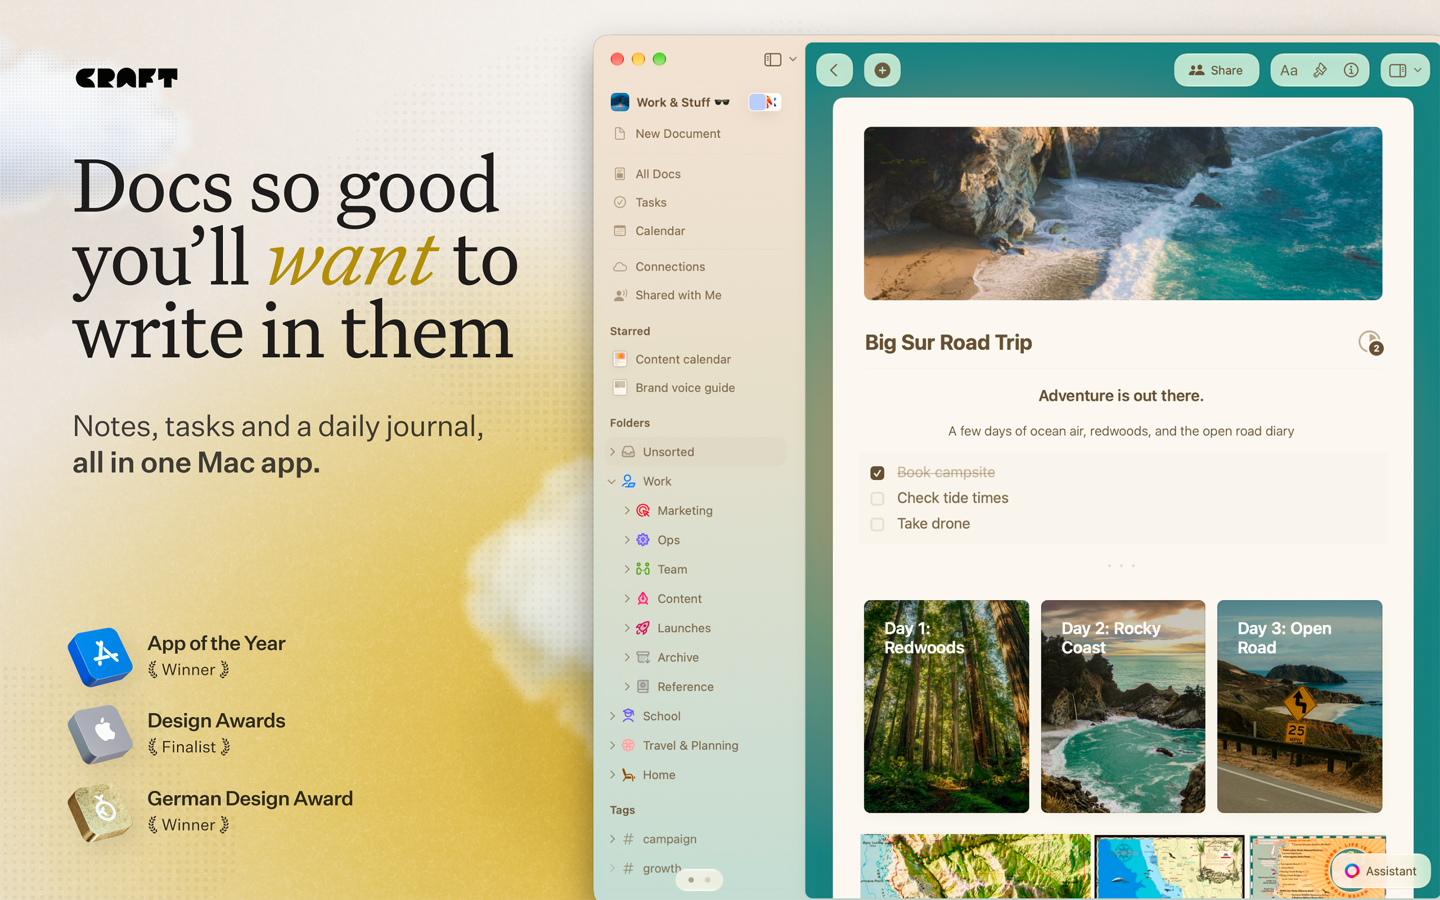 CRAFT
Docs so good
you’ll want to
write in them
Notes, tasks and a daily journal,
all in one Mac app.
App of the Year
Winner
Design Awards
Finalist
German Design Award
Winner
Work & Stuff 🕶️
New Document
All Docs
Tasks
Calendar
Connections
Shared with Me
Starred
Content calendar
Brand voice guide
Folders
Unsorted
Work
Marketing
Ops
Team
Content
Launches
Archive
Reference
School
Travel & Planning
Home
Tags
# campaign
# growth
Share
Aa
Big Sur Road Trip
2
Adventure is out there.
A few days of ocean air, redwoods, and the open road diary
Book campsite
Check tide times
Take drone
Day 1:
Redwoods
Day 2: Rocky
Coast
Day 3: Open
Road
25
MPH
Assistant